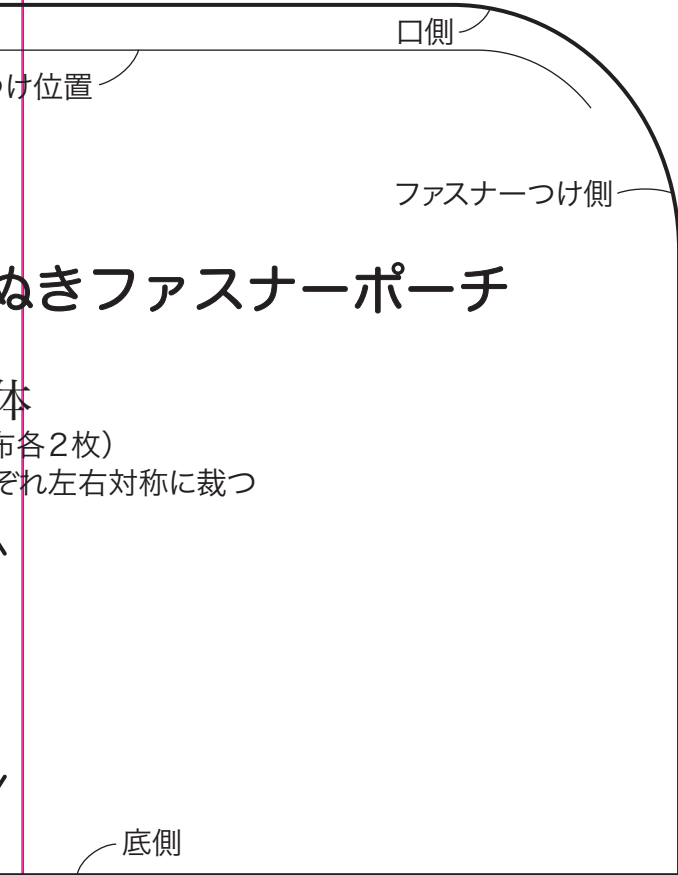 口側
け位置
ファスナーつけ側
ぬきファスナーポーチ
体
布各２枚）
ぞれ左右対称に裁つ
底側